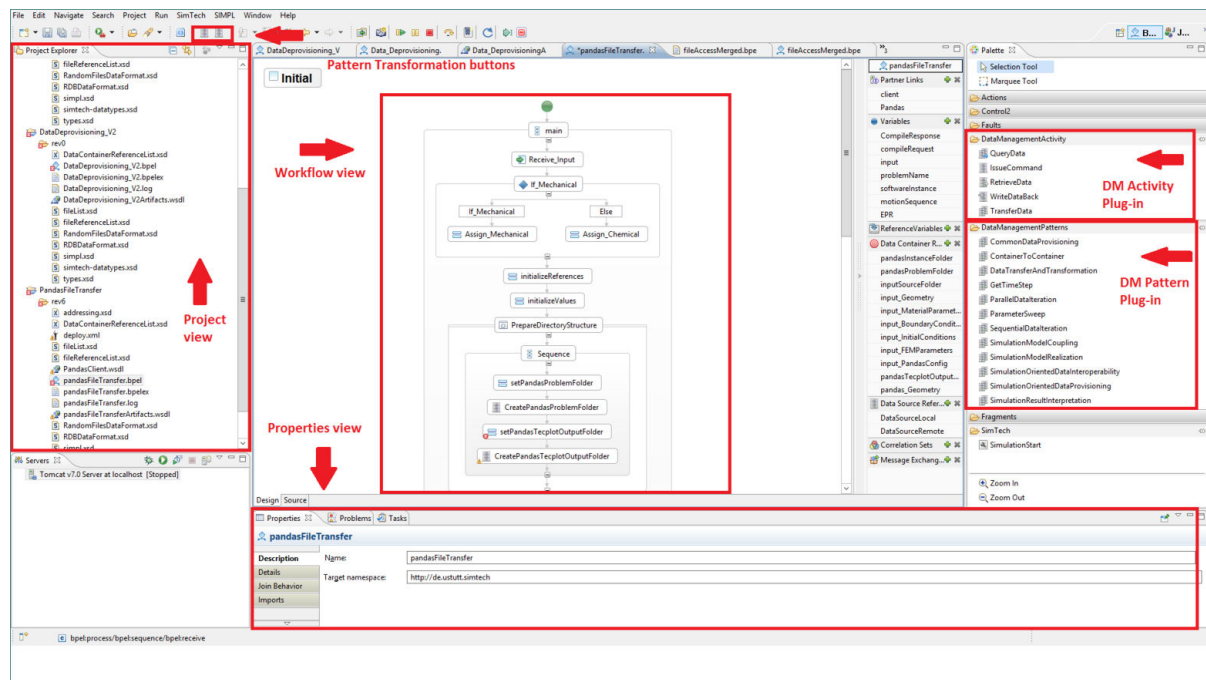 File Edit Navigate Search Project Run SimTech SIMPL Window Help
B... J...
Project Explorer
fileReferenceList.xsd
RandomFilesDataFormat.xsd
RDBDataFormat.xsd
simpl.xsd
simtech-datatypes.xsd
types.xsd
DataDeprovisioning_V2
rev0
DataContainerReferenceList.xsd
DataDeprovisioning_V2.bpel
DataDeprovisioning_V2.bpelex
DataDeprovisioning_V2.log
DataDeprovisioning_V2Artifacts.wsdl
fileList.xsd
fileReferenceList.xsd
RandomFilesDataFormat.xsd
RDBDataFormat.xsd
simpl.xsd
simtech-datatypes.xsd
types.xsd
PandasFileTransfer
rev6
addressing.xsd
DataContainerReferenceList.xsd
deploy.xml
fileList.xsd
fileReferenceList.xsd
PandasClient.wsdl
pandasFileTransfer.bpel
pandasFileTransfer.bpelex
pandasFileTransfer.log
pandasFileTransferArtifacts.wsdl
RandomFilesDataFormat.xsd
RDBDataFormat.xsd
simpl.xsd
Project
view
Servers
Tomcat v7.0 Server at localhost [Stopped]
DataDeprovisioning_V Data_Deprovisioning. Data_DeprovisioningA *pandasFileTransfer. fileAccessMerged.bpe fileAccessMerged.bpe »3
Pattern Transformation buttons
Initial
Workflow view
main
Receive_Input
If_Mechanical
If_Mechanical Else
Assign_Mechanical Assign_Chemical
initializeReferences
initializeValues
PrepareDirectoryStructure
Sequence
setPandasProblemFolder
CreatePandasProblemFolder
setPandasTecplotOutputFolder
CreatePandasTecplotOutputFolder
Properties view
Design Source
pandasFileTransfer
Partner Links
client
Pandas
Variables
CompileResponse
compileRequest
input
problemName
softwareInstance
motionSequence
EPR
ReferenceVariables
Data Container R...
pandasInstanceFolder
pandasProblemFolder
inputSourceFolder
input_Geometry
input_MaterialParamet...
input_BoundaryCondit...
input_InitialConditions
input_FEMParameters
input_PandasConfig
pandasTecplotOutput...
pandas_Geometry
Data Source Refer...
DataSourceLocal
DataSourceRemote
Correlation Sets
Message Exchang...
Palette
Selection Tool
Marquee Tool
Actions
Control2
Faults
DataManagementActivity
QueryData
IssueCommand
RetrieveData
WriteDataBack
TransferData
DM Activity
Plug-in
DataManagementPatterns
CommonDataProvisioning
ContainerToContainer
DataTransferAndTransformation
GetTimeStep
ParallelDataIteration
ParameterSweep
SequentialDataIteration
SimulationModelCoupling
SimulationModelRealization
SimulationOrientedDataInteroperability
SimulationOrientedDataProvisioning
SimulationResultInterpretation
DM Pattern
Plug-in
Fragments
SimTech
SimulationStart
Zoom In
Zoom Out
Properties Problems Tasks
pandasFileTransfer
Description
Details
Join Behavior
Imports
Name: pandasFileTransfer
Target namespace: http://de.ustutt.simtech
bpel:process/bpel:sequence/bpel:receive